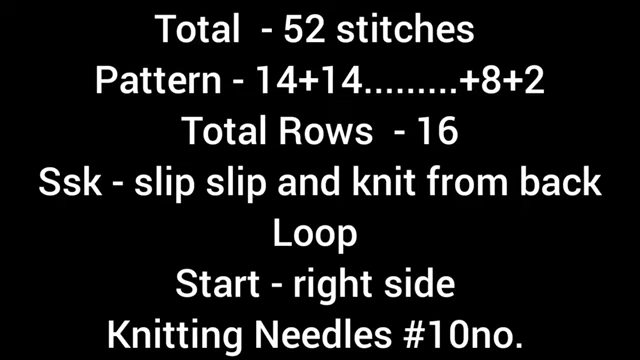 Total - 52 stitches
Pattern - 14+14.........+8+2
Total Rows - 16
Ssk - slip slip and knit from back
Loop
Start - right side
Knitting Needles #10no.